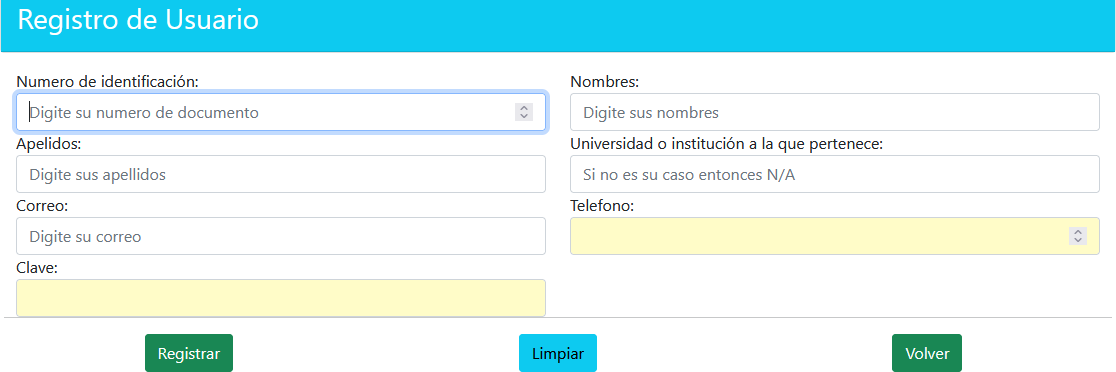 Registro de Usuario
Numero de identificación:
Nombres:
Digite su numero de documento
Digite sus nombres
Apelidos:
Universidad o institución a la que pertenece:
Digite sus apellidos
Si no es su caso entonces N/A
Correo:
Telefono:
Digite su correo
Clave:
Registrar
Limpiar
Volver